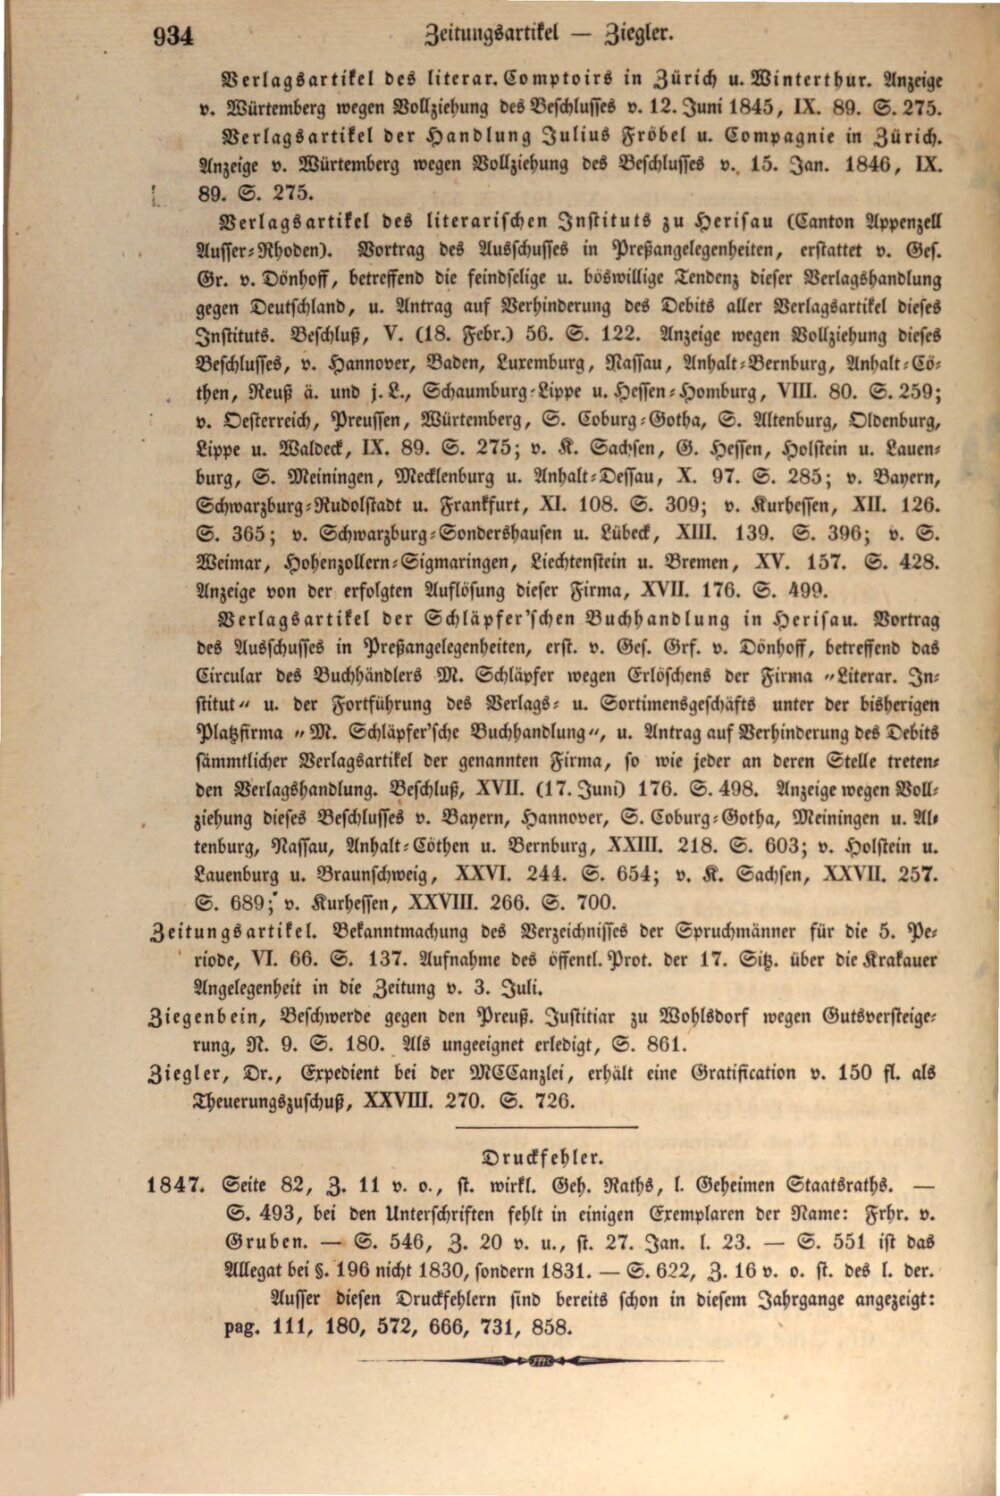 934 Zeitungsartikel — Ziegler.
Verlagsartikel des literar. Comptoirs in Zürich u. Winterthur. Anzeige
v. Würtemberg wegen Vollziehung des Beschlusses v. 12. Juni 1845, IX. 89. S. 275.
Verlagsartikel der Handlung Julius Fröbel u. Compagnie in Zürich.
Anzeige v. Würtemberg wegen Vollziehung des Beschlusses v. 15. Jan. 1846, IX.
89. S. 275.
Verlagsartikel des literarischen Instituts zu Herisau (Canton Appenzell
Ausser-Rhoden). Vortrag des Ausschusses in Preßangelegenheiten, erstattet v. Ges.
Gr. v. Dönhoff, betreffend die feindselige u. böswillige Tendenz dieser Verlagshandlung
gegen Deutschland, u. Antrag auf Verhinderung des Debits aller Verlagsartikel dieses
Instituts. Beschluß, V. (18. Febr.) 56. S. 122. Anzeige wegen Vollziehung dieses
Beschlusses, v. Hannover, Baden, Luxemburg, Nassau, Anhalt-Bernburg, Anhalt-Cö-
then, Reuß ä. und j. L., Schaumburg-Lippe u. Hessen-Homburg, VIII. 80. S. 259;
v. Oesterreich, Preussen, Würtemberg, S. Coburg-Gotha, S. Altenburg, Oldenburg,
Lippe u. Waldeck, IX. 89. S. 275; v. K. Sachsen, G. Hessen, Holstein u. Lauen-
burg, S. Meiningen, Mecklenburg u. Anhalt-Dessau, X. 97. S. 285; v. Bayern,
Schwarzburg-Rudolstadt u. Frankfurt, XI. 108. S. 309; v. Kurhessen, XII. 126.
S. 365; v. Schwarzburg-Sondershausen u. Lübeck, XIII. 139. S. 396; v. S.
Weimar, Hohenzollern-Sigmaringen, Liechtenstein u. Bremen, XV. 157. S. 428.
Anzeige von der erfolgten Auflösung dieser Firma, XVII. 176. S. 499.
Verlagsartikel der Schläpfer'schen Buchhandlung in Herisau. Vortrag
des Ausschusses in Preßangelegenheiten, erst. v. Ges. Grf. v. Dönhoff, betreffend das
Circular des Buchhändlers M. Schläpfer wegen Erlöschens der Firma "Literar. In-
stitut" u. der Fortführung des Verlags- u. Sortimensgeschäfts unter der bisherigen
Platzfirma "M. Schläpfer'sche Buchhandlung", u. Antrag auf Verhinderung des Debits
sämmtlicher Verlagsartikel der genannten Firma, so wie jeder an deren Stelle treten-
den Verlagshandlung. Beschluß, XVII. (17. Juni) 176. S. 498. Anzeige wegen Voll-
ziehung dieses Beschlusses v. Bayern, Hannover, S. Coburg-Gotha, Meiningen u. Al-
tenburg, Nassau, Anhalt-Cöthen u. Bernburg, XXIII. 218. S. 603; v. Holstein u.
Lauenburg u. Braunschweig, XXVI. 244. S. 654; v. K. Sachsen, XXVII. 257.
S. 689; v. Kurhessen, XXVIII. 266. S. 700.
Zeitungsartikel. Bekanntmachung des Verzeichnisses der Spruchmänner für die 5. Pe-
riode, VI. 66. S. 137. Aufnahme des öffentl. Prot. der 17. Sitz. über die Krakauer
Angelegenheit in die Zeitung v. 3. Juli.
Ziegenbein, Beschwerde gegen den Preuß. Justitiar zu Wohlsdorf wegen Gutsversteige-
rung, N. 9. S. 180. Als ungeeignet erledigt, S. 861.
Ziegler, Dr., Expedient bei der MCCanzlei, erhält eine Gratification v. 150 fl. als
Theuerungszuschuß, XXVIII. 270. S. 726.
Druckfehler.
1847. Seite 82, Z. 11 v. o., st. wirkl. Geh. Raths, l. Geheimen Staatsraths. —
S. 493, bei den Unterschriften fehlt in einigen Exemplaren der Name: Frhr. v.
Gruben. — S. 546, Z. 20 v. u., st. 27. Jan. l. 23. — S. 551 ist das
Allegat bei §. 196 nicht 1830, sondern 1831. — S. 622, Z. 16 v. o. st. des l. der.
Ausser diesen Druckfehlern sind bereits schon in diesem Jahrgange angezeigt:
pag. 111, 180, 572, 666, 731, 858.